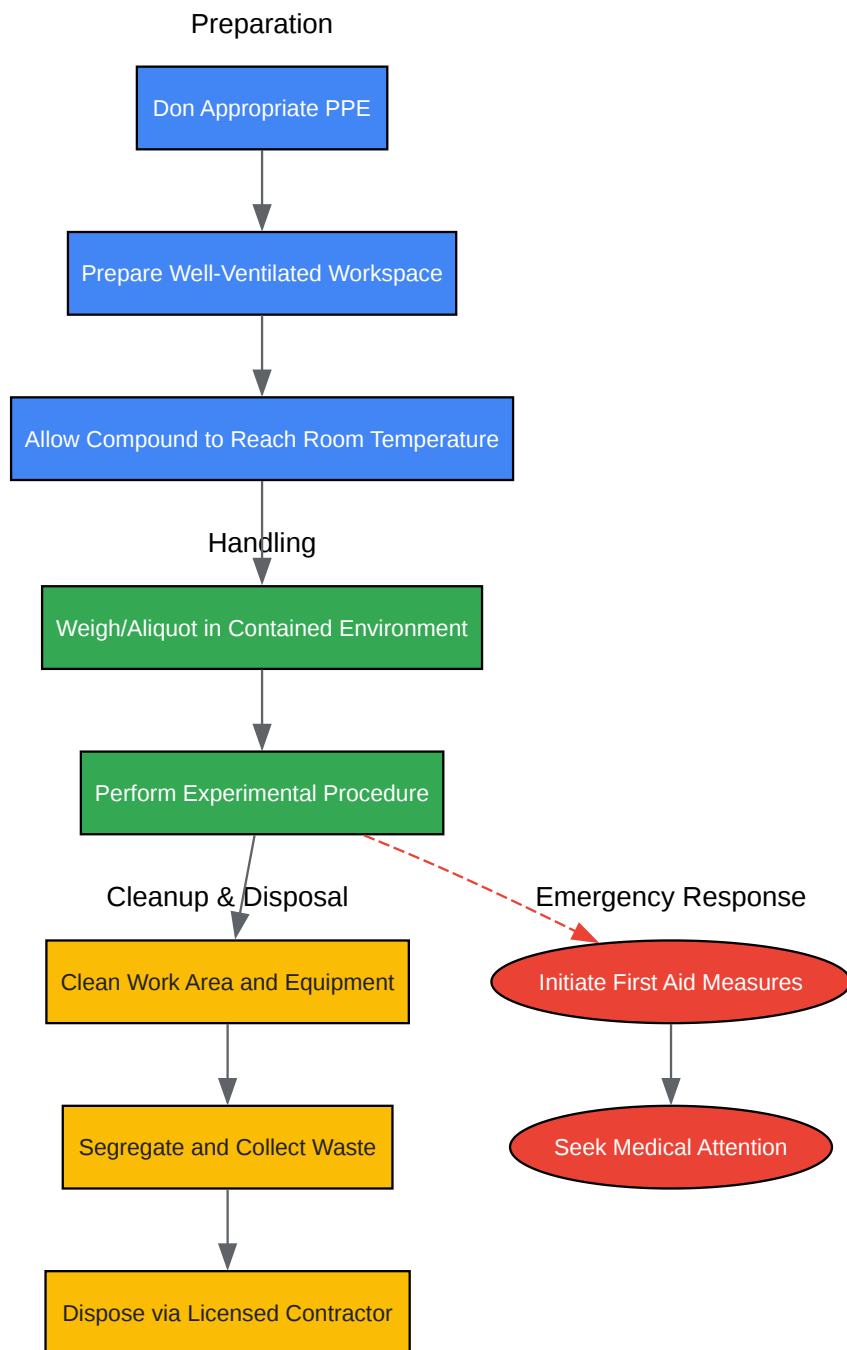 Preparation
Don Appropriate PPE
Prepare Well-Ventilated Workspace
Allow Compound to Reach Room Temperature
Handling
Weigh/Aliquot in Contained Environment
Perform Experimental Procedure
Cleanup & Disposal
Emergency Response
Clean Work Area and Equipment
Initiate First Aid Measures
Segregate and Collect Waste
Seek Medical Attention
Dispose via Licensed Contractor